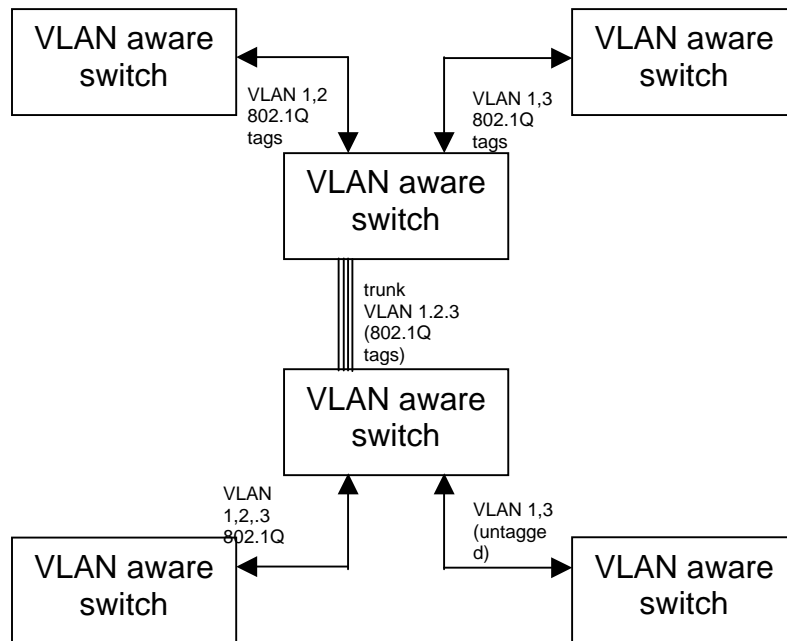 VLAN aware
switch
VLAN aware
switch
VLAN 1,2
802.1Q
tags
VLAN 1,3
802.1Q
tags
VLAN aware
switch
trunk
VLAN 1.2.3
(802.1Q
tags)
VLAN aware
switch
VLAN
1,2,.3
802.1Q
VLAN 1,3
(untagge
d)
VLAN aware
switch
VLAN aware
switch